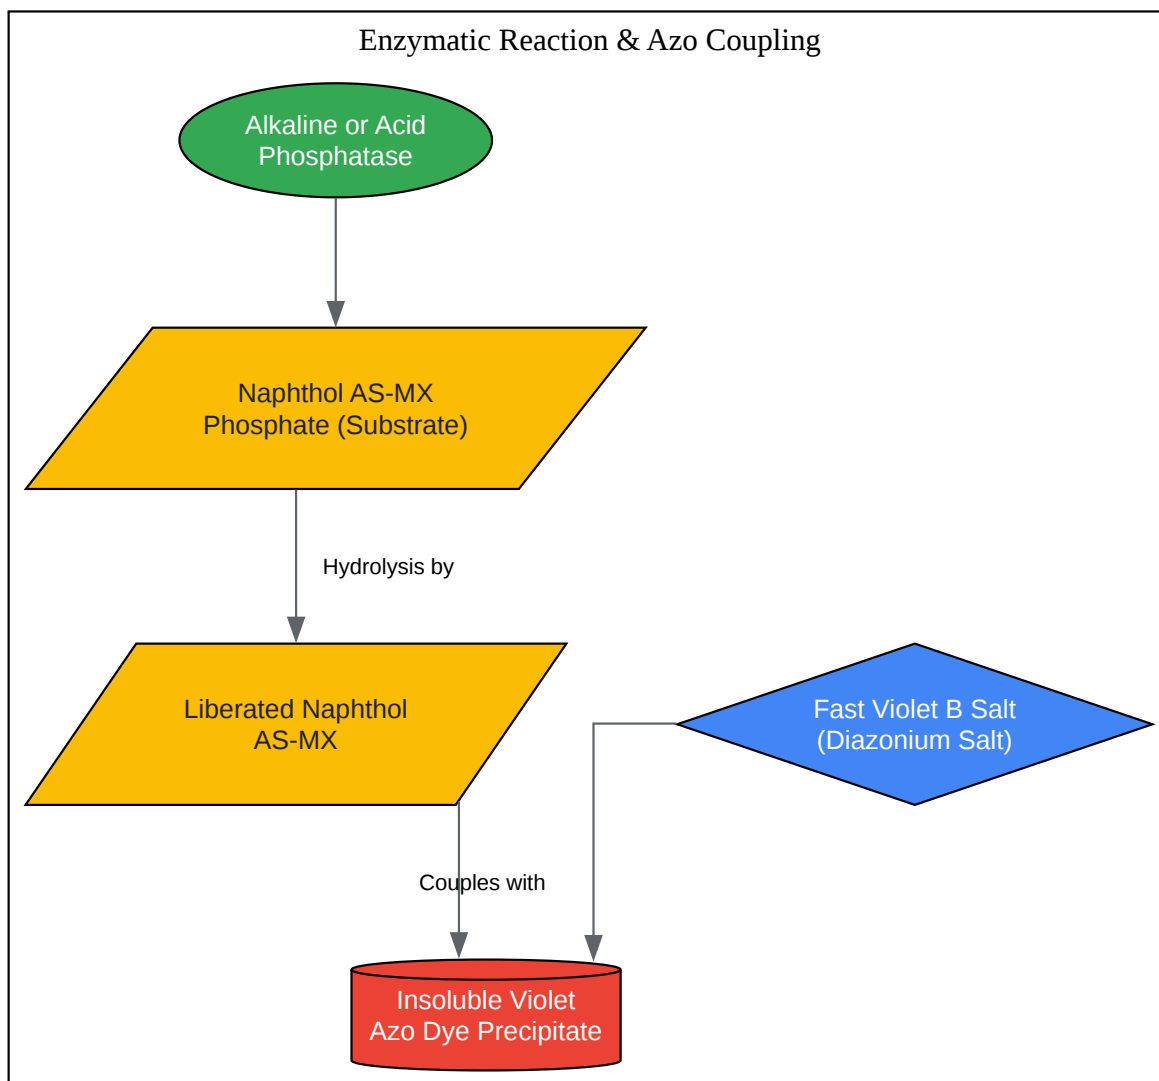 Enzymatic Reaction & Azo Coupling
Alkaline or Acid
Phosphatase
Naphthol AS-MX
Phosphate (Substrate)
Hydrolysis by
Liberated Naphthol
AS-MX
Fast Violet B Salt
(Diazonium Salt)
Couples with
Insoluble Violet
Azo Dye Precipitate